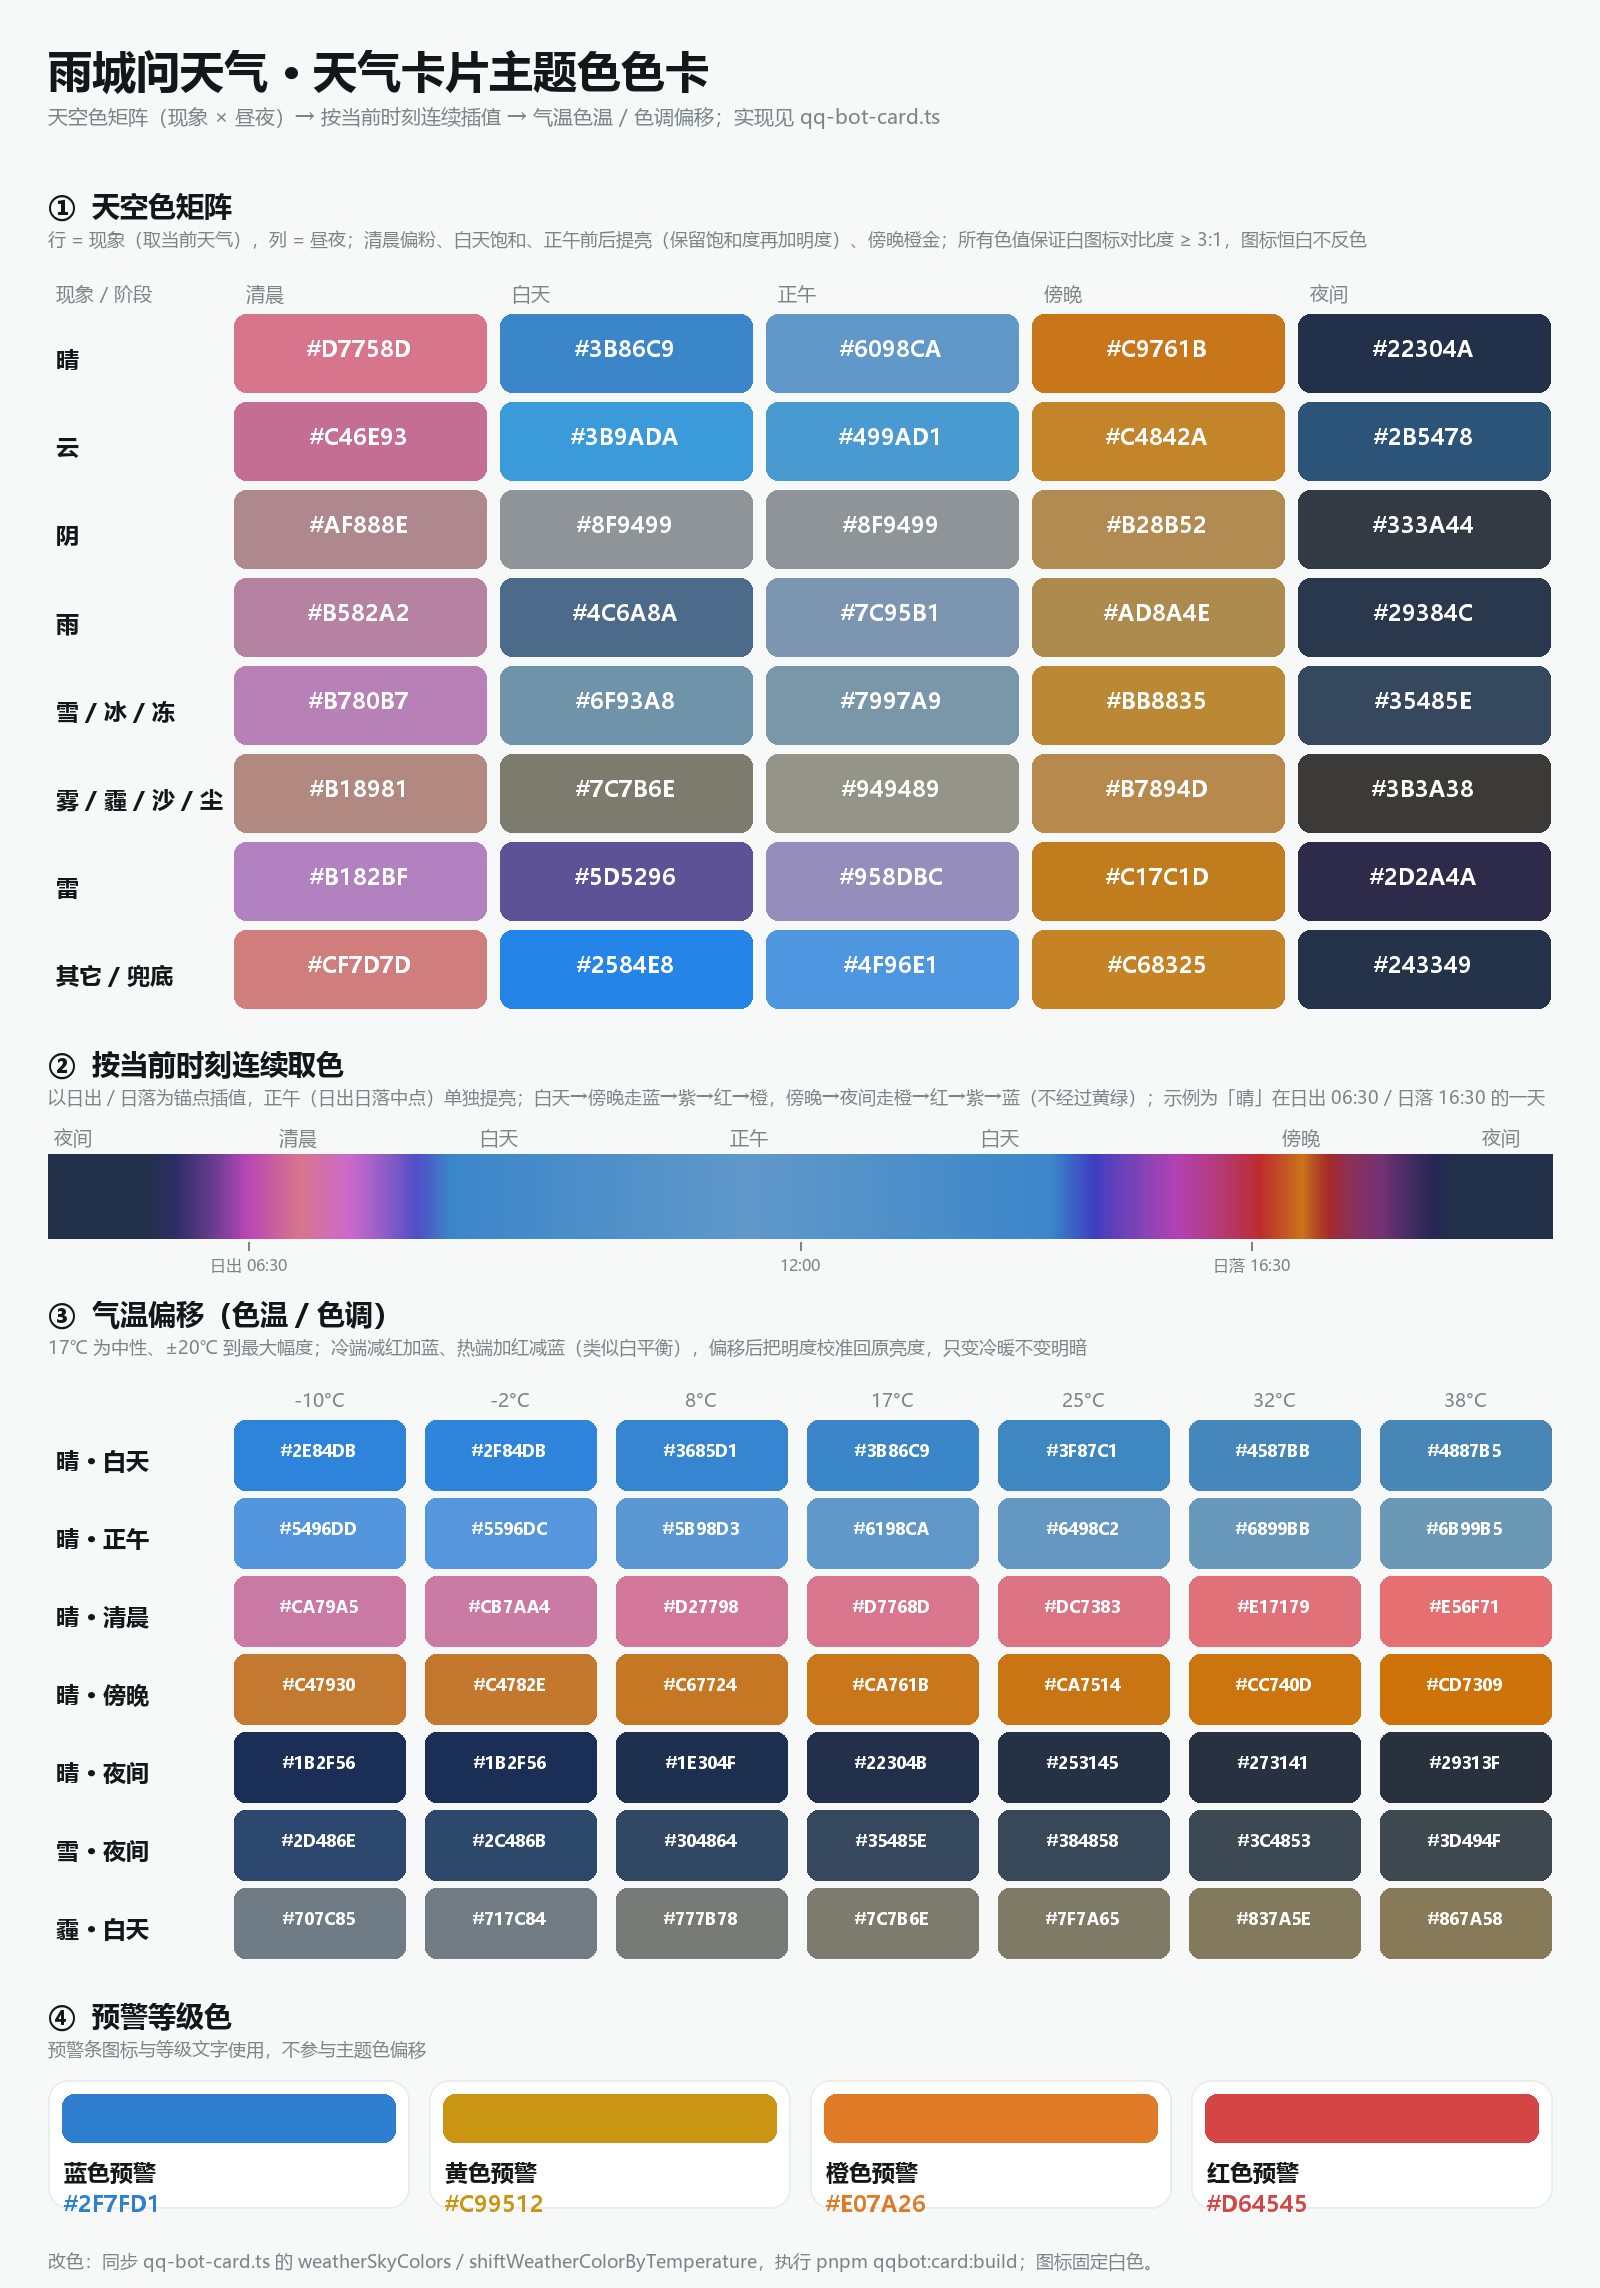 雨城问天气 • 天气卡片主题色色卡
天空色矩阵（现象 × 昼夜）→ 按当前时刻连续插值 → 气温色温 / 色调偏移；实现见 qq-bot-card.ts
① 天空色矩阵
行 = 现象（取当前天气），列 = 昼夜；清晨偏粉、白天饱和、正午前后提亮（保留饱和度再加明度）、傍晚橙金；所有色值保证白图标对比度 ≥ 3:1，图标恒白不反色
现象 / 阶段 清晨 白天 正午 傍晚 夜间
晴 #D7758D #3B86C9 #6098CA #C9761B #22304A
云 #C46E93 #3B9ADA #499AD1 #C4842A #2B5478
阴 #AF888E #8F9499 #8F9499 #B28B52 #333A44
雨 #B582A2 #4C6A8A #7C95B1 #AD8A4E #29384C
雪 / 冰 / 冻 #B780B7 #6F93A8 #7997A9 #BB8835 #35485E
雾 / 霾 / 沙 / 尘 #B18981 #7C7B6E #949489 #B7894D #3B3A38
雷 #B182BF #5D5296 #958DBC #C17C1D #2D2A4A
其它 / 兜底 #CF7D7D #2584E8 #4F96E1 #C68325 #243349
② 按当前时刻连续取色
以日出 / 日落为锚点插值，正午（日出日落中点）单独提亮；白天→傍晚走蓝→紫→红→橙，傍晚→夜间走橙→红→紫→蓝（不经过黄绿）；示例为「晴」在日出 06:30 / 日落 16:30 的一天
夜间 清晨 白天 正午 白天 傍晚 夜间
日出 06:30 12:00 日落 16:30
③ 气温偏移（色温 / 色调）
17℃ 为中性、±20℃ 到最大幅度；冷端减红加蓝、热端加红减蓝（类似白平衡），偏移后把明度校准回原亮度，只变冷暖不变明暗
-10°C -2°C 8°C 17°C 25°C 32°C 38°C
晴 • 白天 #2E84DB #2F84DB #3685D1 #3B86C9 #3F87C1 #4587BB #4887B5
晴 • 正午 #5496DD #5596DC #5B98D3 #6198CA #6498C2 #6899BB #6B99B5
晴 • 清晨 #CA79A5 #CB7AA4 #D27798 #D7768D #DC7383 #E17179 #E56F71
晴 • 傍晚 #C47930 #C4782E #C67724 #CA761B #CA7514 #CC740D #CD7309
晴 • 夜间 #1B2F56 #1B2F56 #1E304F #22304B #253145 #273141 #29313F
雪 • 夜间 #2D486E #2C486B #304864 #35485E #384858 #3C4853 #3D494F
霾 • 白天 #707C85 #717C84 #777B78 #7C7B6E #7F7A65 #837A5E #867A58
④ 预警等级色
预警条图标与等级文字使用，不参与主题色偏移
蓝色预警 黄色预警 橙色预警 红色预警
#2F7FD1 #C99512 #E07A26 #D64545
改色：同步 qq-bot-card.ts 的 weatherSkyColors / shiftWeatherColorByTemperature，执行 pnpm qqbot:card:build；图标固定白色。